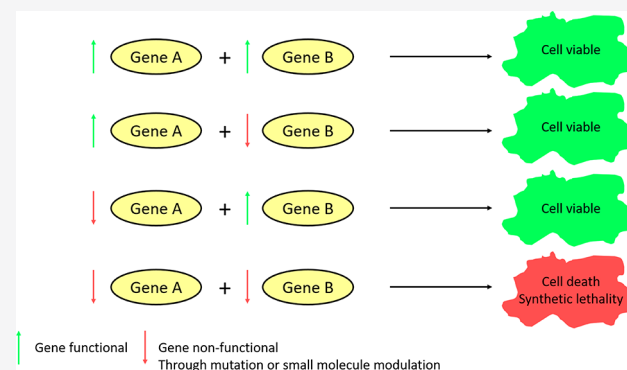 Gene A + Gene B Cell viable
Gene A + Gene B Cell viable
Gene A + Gene B Cell viable
Gene A + Gene B Cell death
Synthetic lethality
Gene functional Gene non-functional
Through mutation or small molecule modulation